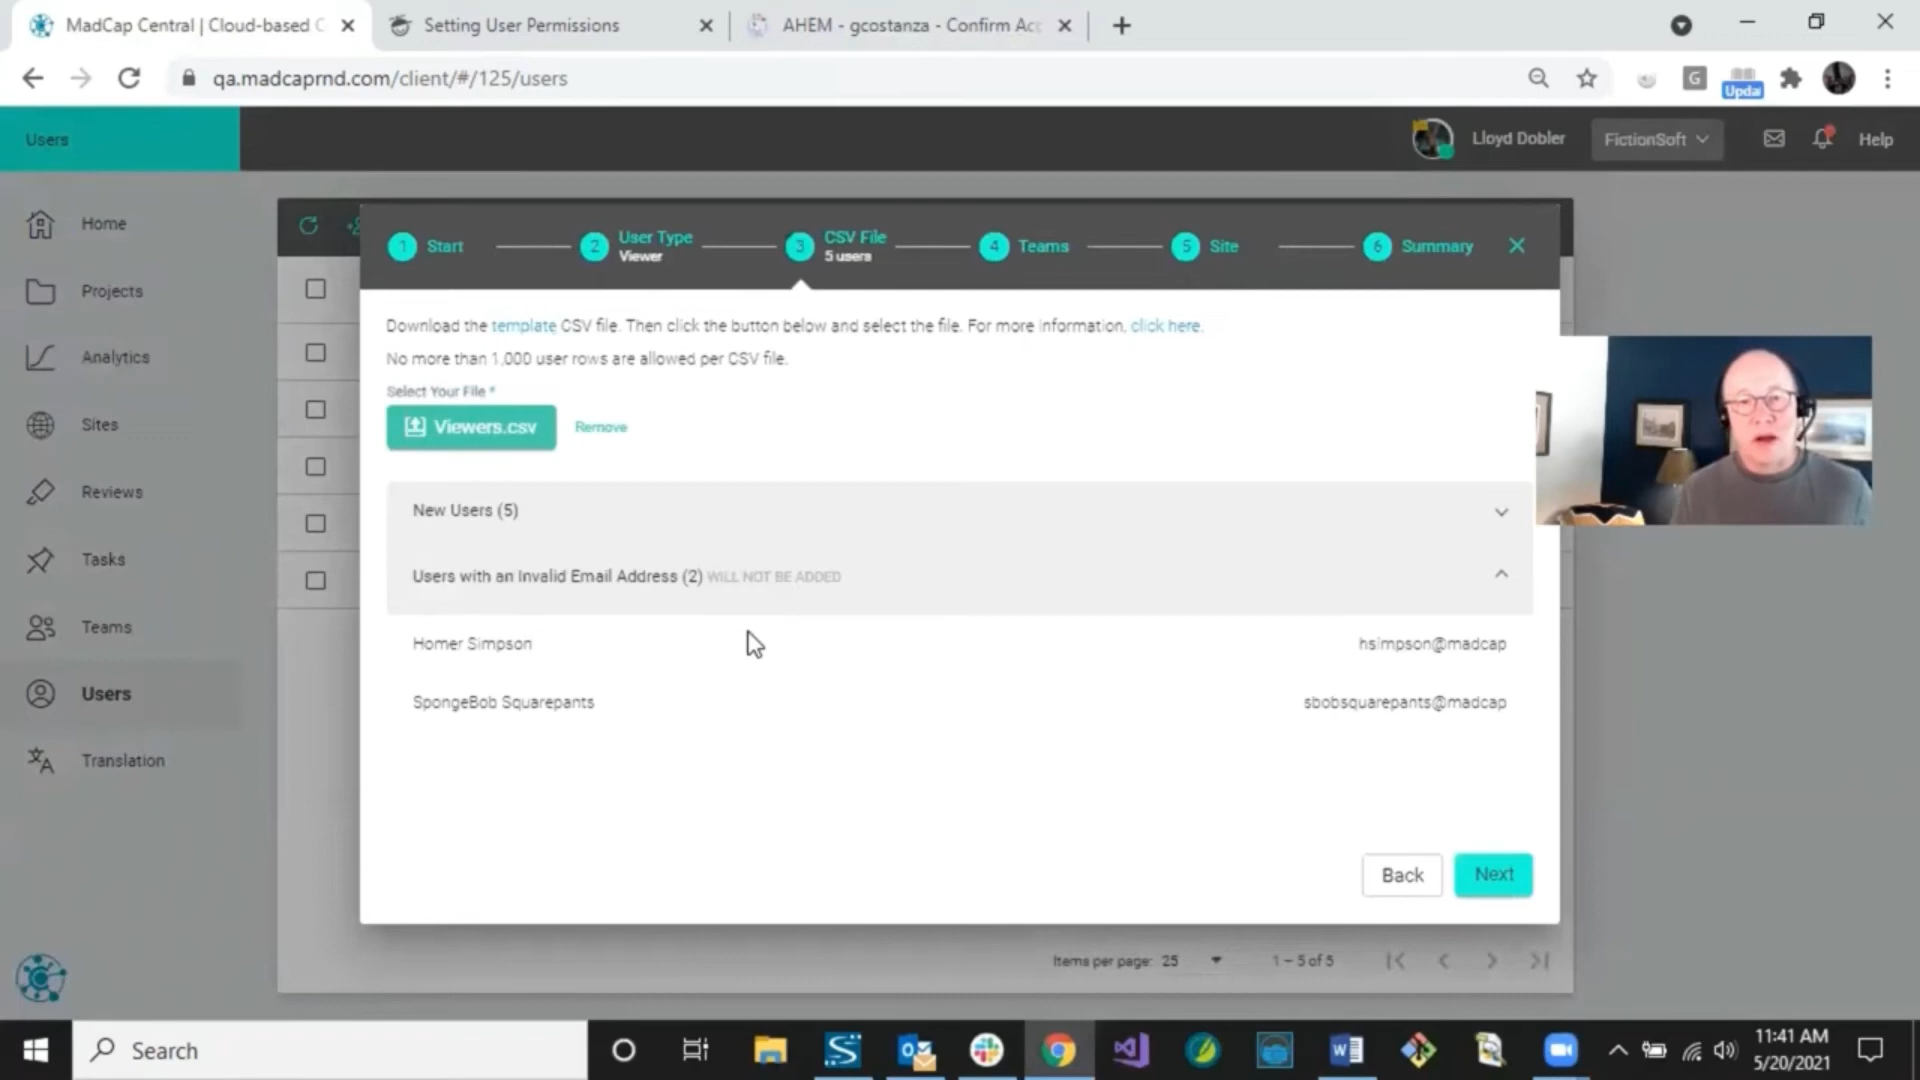 MadCap Central | Cloud-based C
Setting User Permissions
AHEM - gcostanza - Confirm Acc
qa.madcaprnd.com/client/#/125/users
G
Updat
Users
Lloyd Dobler
FictionSoft
Help
Home
Projects
Analytics
Sites
Reviews
Tasks
Teams
Users
Translation
1 Start
2 User Type
Viewer
3 CSV File
5 users
4 Teams
5 Site
6 Summary
Download the template CSV file. Then click the button below and select the file. For more information, click here.
No more than 1,000 user rows are allowed per CSV file.
Select Your File *
Viewers.csv
Remove
New Users (5)
Users with an Invalid Email Address (2) WILL NOT BE ADDED
Homer Simpson hsimpson@madcap
SpongeBob Squarepants sbobsquarepants@madcap
Back
Next
Items per page: 25
1 – 5 of 5
Search
11:41 AM
5/20/2021